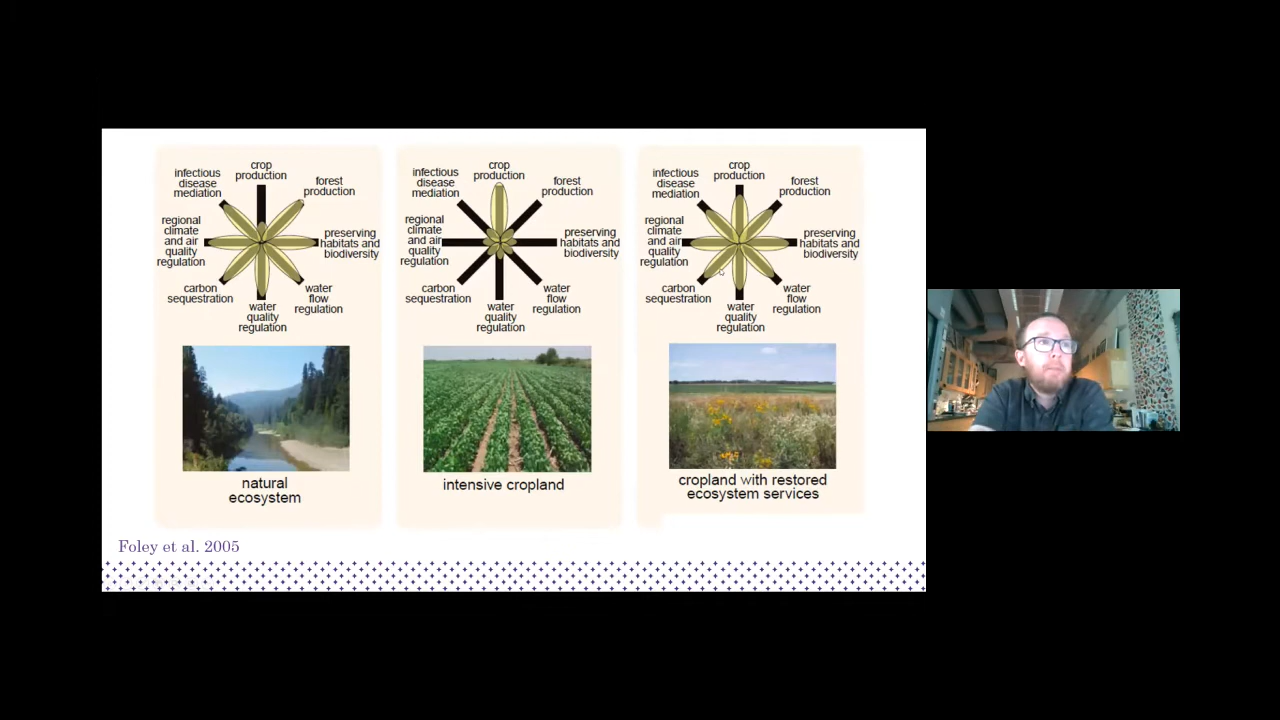 crop
production
forest
production
preserving
habitats and
biodiversity
water
flow
regulation
water
quality
regulation
carbon
sequestration
regional
climate
and air
quality
regulation
infectious
disease
mediation
natural
ecosystem
crop
production
forest
production
preserving
habitats and
biodiversity
water
flow
regulation
water
quality
regulation
carbon
sequestration
regional
climate
and air
quality
regulation
infectious
disease
mediation
intensive cropland
crop
production
forest
production
preserving
habitats and
biodiversity
water
flow
regulation
water
quality
regulation
carbon
sequestration
regional
climate
and air
quality
regulation
infectious
disease
mediation
cropland with restored
ecosystem services
Foley et al. 2005